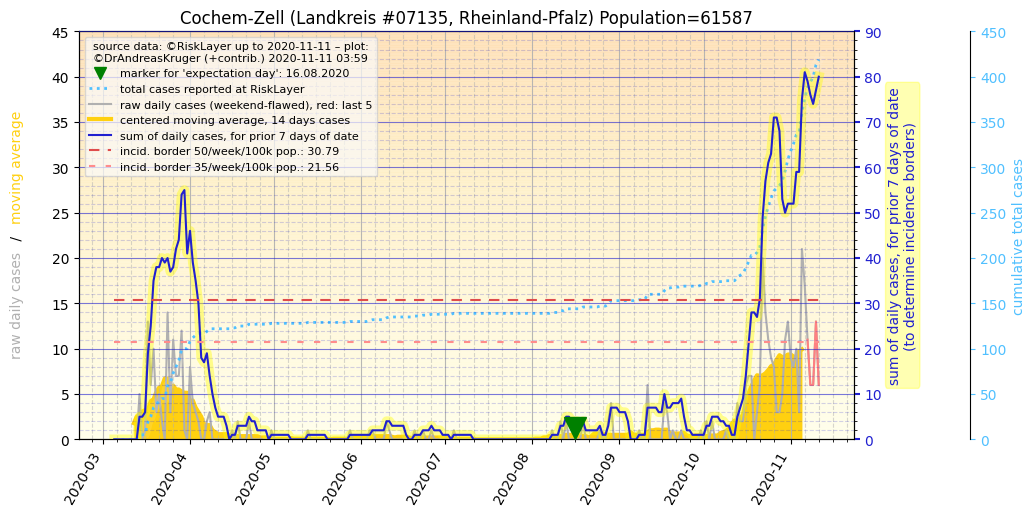 Cochem-Zell (Landkreis #07135, Rheinland-Pfalz) Population=61587
source data: ©RiskLayer up to 2020-11-11 – plot:
©DrAndreasKruger (+contrib.) 2020-11-11 03:59
marker for 'expectation day': 16.08.2020
total cases reported at RiskLayer
raw daily cases (weekend-flawed), red: last 5
centered moving average, 14 days cases
sum of daily cases, for prior 7 days of date
incid. border 50/week/100k pop.: 30.79
incid. border 35/week/100k pop.: 21.56
raw daily cases / moving average
45
40
35
30
25
20
15
10
5
0
2020-03
2020-04
2020-05
2020-06
2020-07
2020-08
2020-09
2020-10
2020-11
90
80
70
60
50
40
30
20
10
0
sum of daily cases, for prior 7 days of date
(to determine incidence borders)
450
400
350
300
250
200
150
100
50
0
cumulative total cases